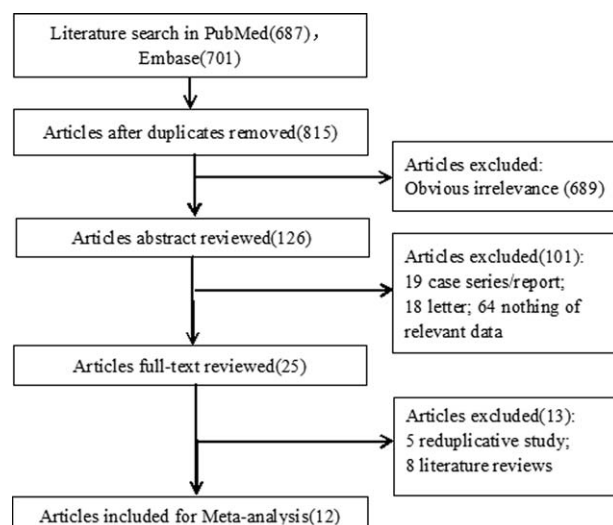 Literature search in PubMed(687)，
Embase(701)
Articles after duplicates removed(815)
Articles excluded:
Obvious irrelevance (689)
Articles abstract reviewed(126)
Articles excluded(101):
19 case series/report;
18 letter; 64 nothing of
relevant data
Articles full-text reviewed(25)
Articles excluded(13):
5 reduplicative study;
8 literature reviews
Articles included for Meta-analysis(12)